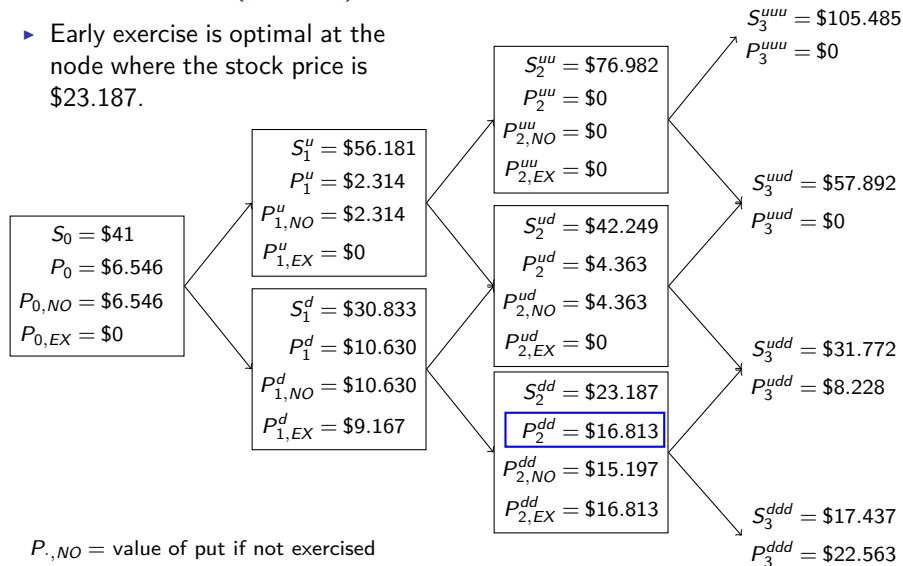 ▸ Early exercise is optimal at the
node where the stock price is
$23.187.
S_0 = $41
P_0 = $6.546
P_{0,NO} = $6.546
P_{0,EX} = $0
S_1^u = $56.181
P_1^u = $2.314
P_{1,NO}^u = $2.314
P_{1,EX}^u = $0
S_1^d = $30.833
P_1^d = $10.630
P_{1,NO}^d = $10.630
P_{1,EX}^d = $9.167
S_2^{uu} = $76.982
P_2^{uu} = $0
P_{2,NO}^{uu} = $0
P_{2,EX}^{uu} = $0
S_2^{ud} = $42.249
P_2^{ud} = $4.363
P_{2,NO}^{ud} = $4.363
P_{2,EX}^{ud} = $0
S_2^{dd} = $23.187
P_2^{dd} = $16.813
P_{2,NO}^{dd} = $15.197
P_{2,EX}^{dd} = $16.813
S_3^{uuu} = $105.485
P_3^{uuu} = $0
S_3^{uud} = $57.892
P_3^{uud} = $0
S_3^{udd} = $31.772
P_3^{udd} = $8.228
S_3^{ddd} = $17.437
P_3^{ddd} = $22.563
P_{·,NO} = value of put if not exercised